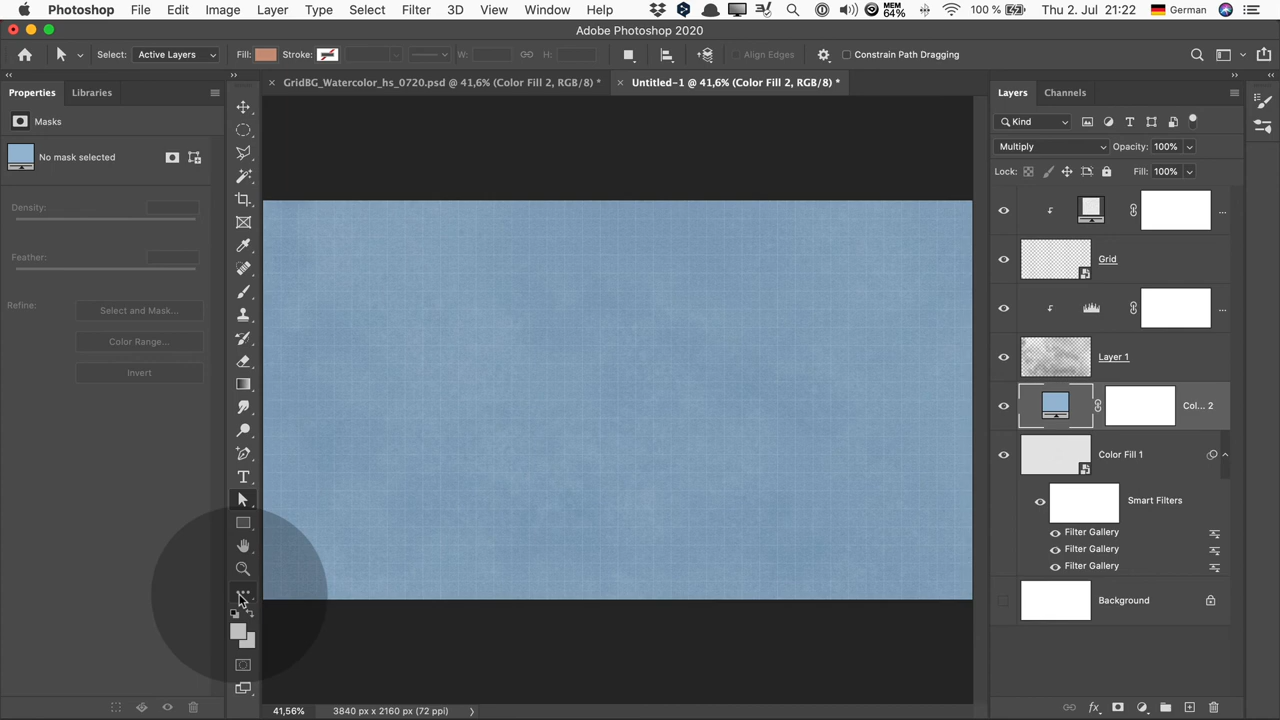 Photoshop File Edit Image Layer Type Select Filter 3D View Window Help MEM 64% 100 % Thu 2. Jul 21:22 German
Adobe Photoshop 2020
Select: Active Layers Fill: Stroke: W: H: Align Edges Constrain Path Dragging
GridBG_Watercolor_hs_0720.psd @ 41,6% (Color Fill 2, RGB/8) *
Untitled-1 @ 41,6% (Color Fill 2, RGB/8) *
Properties Libraries
Masks
No mask selected
Density:
Feather:
Refine: Select and Mask...
Color Range...
Invert
41,56% 3840 px x 2160 px (72 ppi)
Layers Channels
Kind
Multiply Opacity: 100%
Lock: Fill: 100%
...
Grid
...
Layer 1
Col... 2
Color Fill 1
Smart Filters
Filter Gallery
Filter Gallery
Filter Gallery
Background